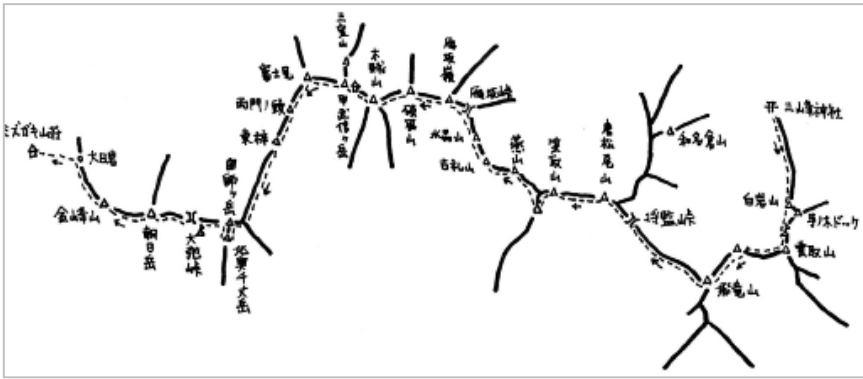 三宝山
木賊山
雁坂嶺
富士見
両門ノ頭
東梓
甲武信ヶ岳
破風山
雁坂峠
水晶山
古礼山
燕山
笠取山
唐松尾山
和名倉山
三峰神社
ミズガキ山荘
大日岩
金峰山
朝日岳
大弛峠
国師ヶ岳
北奥千丈岳
将監峠
白岩山
芋ノ木ドッケ
雲取山
飛竜山